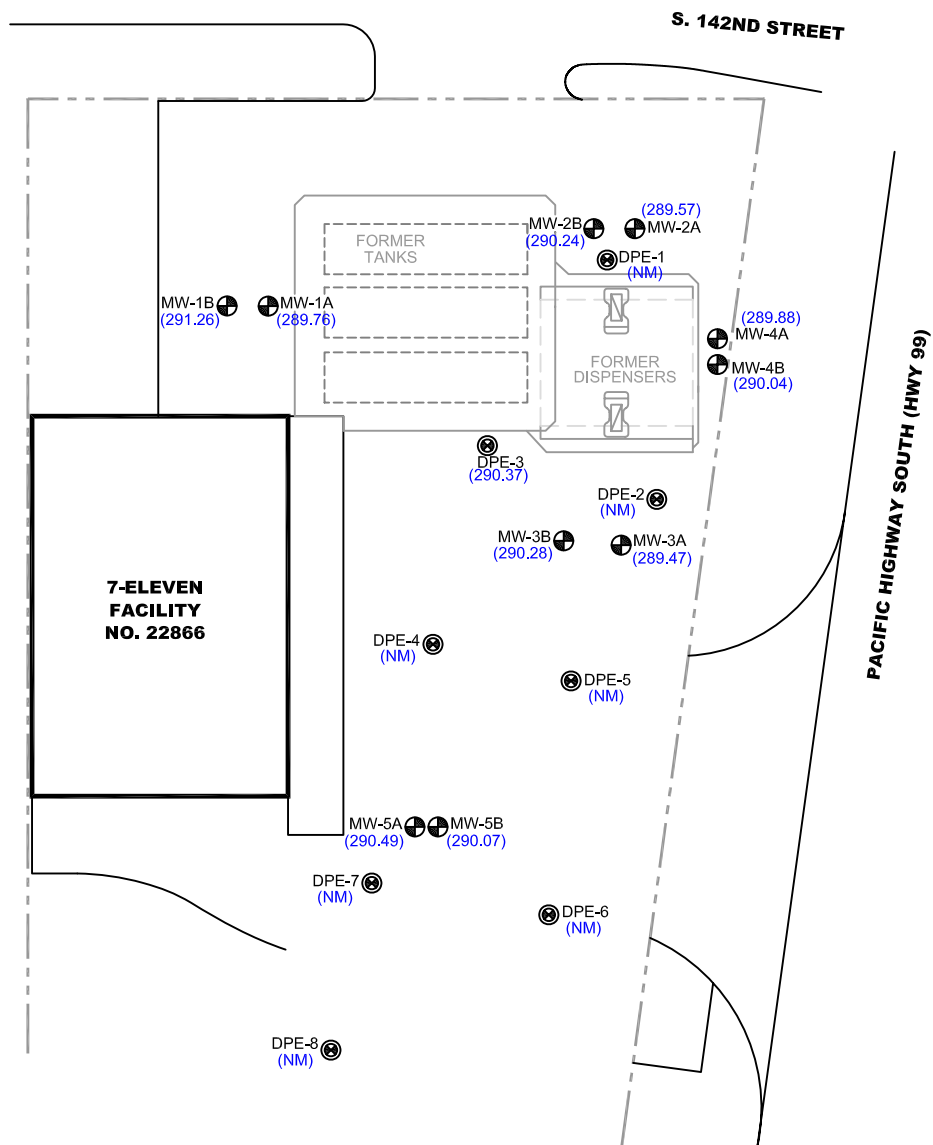 S. 142ND STREET
(289.57)
MW-2B
MW-2A
(290.24)
FORMER
TANKS
DPE-1
(NM)
MW-1B
MW-1A
(291.26)
(289.76)
(289.88)
MW-4A
FORMER
DISPENSERS
MW-4B
(290.04)
PACIFIC HIGHWAY SOUTH (HWY 99)
DPE-3
(290.37)
DPE-2
(NM)
MW-3B
(290.28)
MW-3A
(289.47)
7-ELEVEN
FACILITY
NO. 22866
DPE-4
(NM)
DPE-5
(NM)
MW-5A
(290.49)
MW-5B
(290.07)
DPE-7
(NM)
DPE-6
(NM)
DPE-8
(NM)